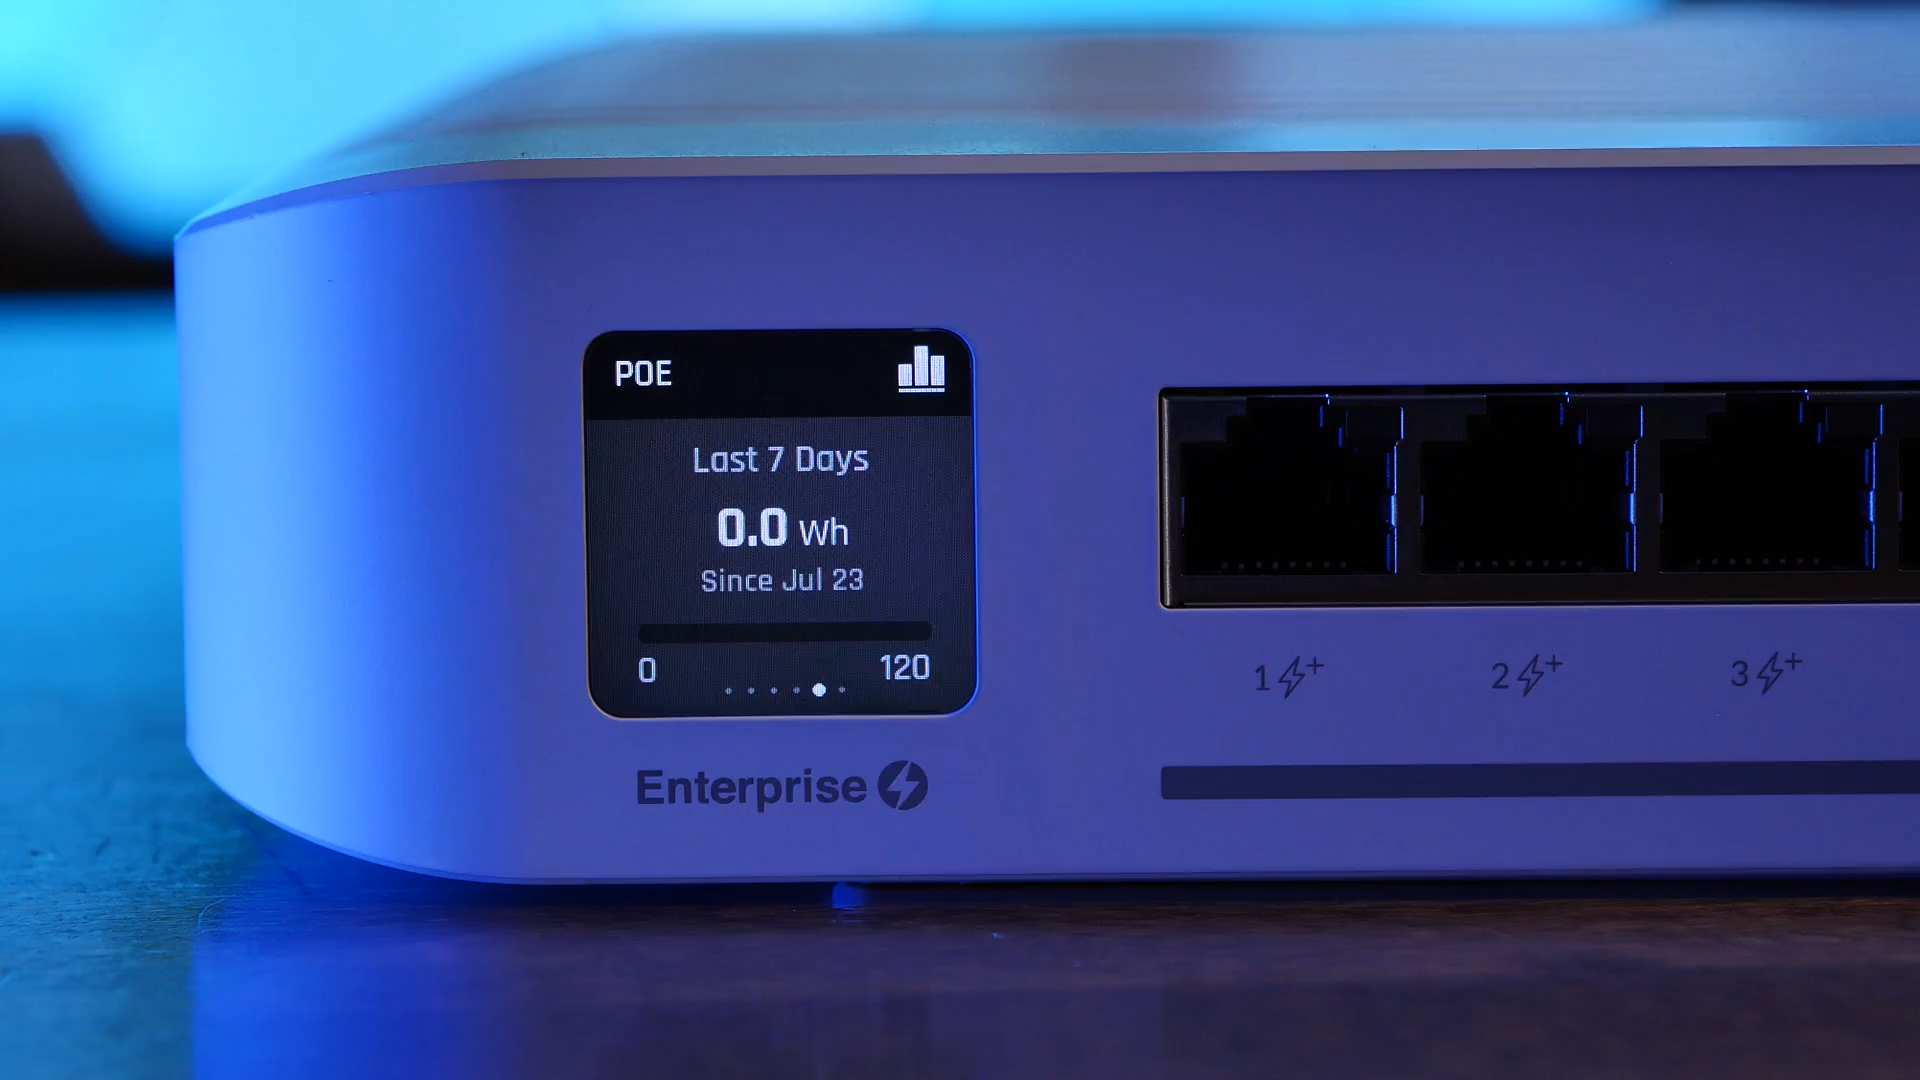 POE
Last 7 Days
0.0 Wh
Since Jul 23
0 120
Enterprise
1 + 2 + 3 +